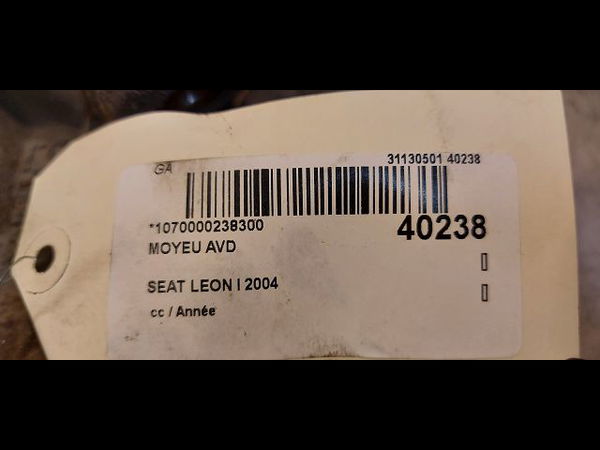 GA
31130501 40238
*1070000238300
40238
MOYEU AVD
SEAT LEON I 2004
cc / Année